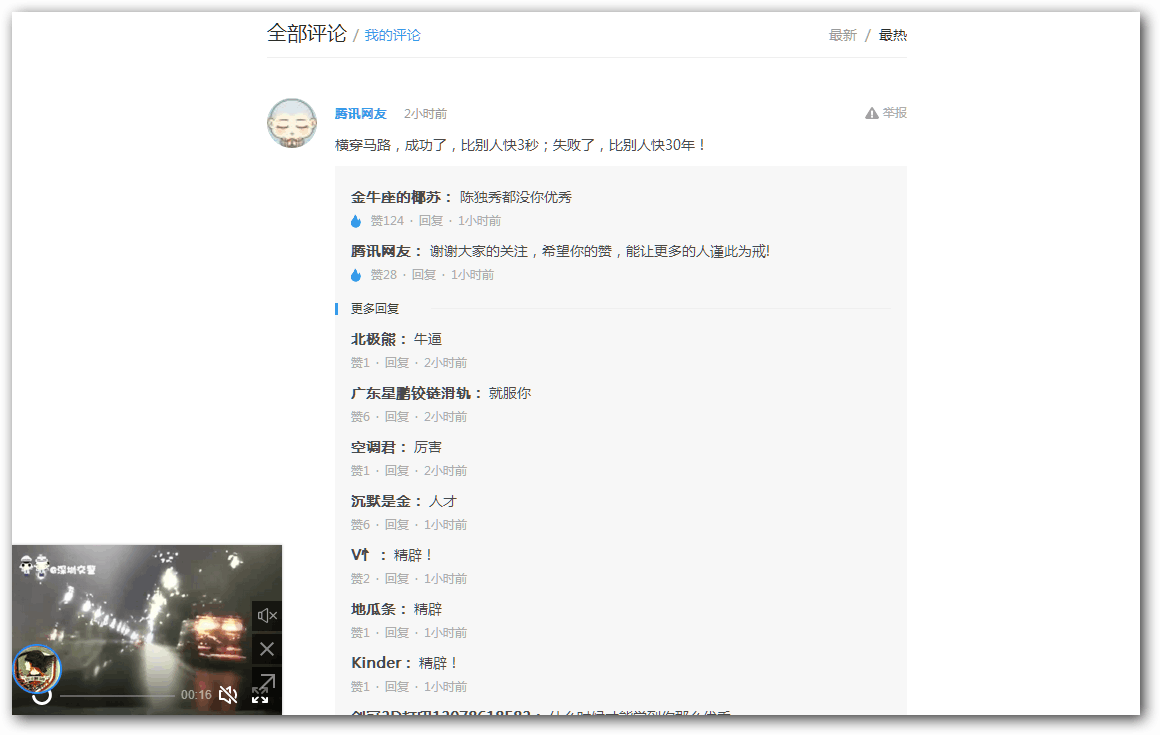 全部评论 / 我的评论
最新 / 最热
腾讯网友 2小时前
举报
横穿马路，成功了，比别人快3秒；失败了，比别人快30年！
金牛座的椰苏： 陈独秀都没你优秀
赞124 · 回复 · 1小时前
腾讯网友： 谢谢大家的关注，希望你的赞，能让更多的人谨此为戒!
赞28 · 回复 · 1小时前
更多回复
北极熊： 牛逼
赞1 · 回复 · 2小时前
广东星鹏铰链滑轨： 就服你
赞6 · 回复 · 2小时前
空调君： 厉害
赞1 · 回复 · 2小时前
沉默是金： 人才
赞6 · 回复 · 1小时前
V↑ ： 精辟！
赞2 · 回复 · 1小时前
地瓜条： 精辟
赞1 · 回复 · 1小时前
Kinder： 精辟！
赞1 · 回复 · 1小时前
@深圳交警
00:16